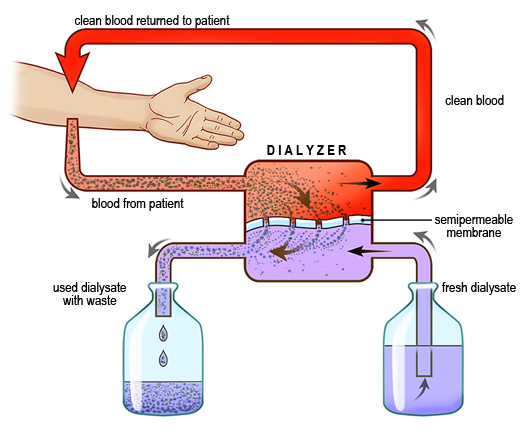 clean blood returned to patient
clean blood
DIALYZER
blood from patient
semipermeable
membrane
used dialysate
with waste
fresh dialysate